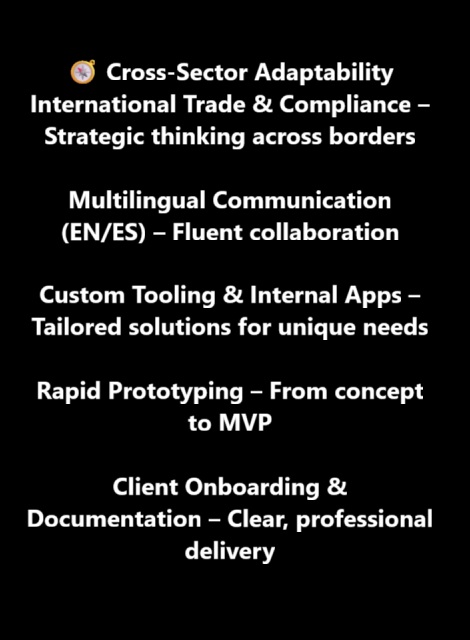 🧭 Cross-Sector Adaptability
International Trade & Compliance –
Strategic thinking across borders
Multilingual Communication
(EN/ES) – Fluent collaboration
Custom Tooling & Internal Apps –
Tailored solutions for unique needs
Rapid Prototyping – From concept
to MVP
Client Onboarding &
Documentation – Clear, professional
delivery